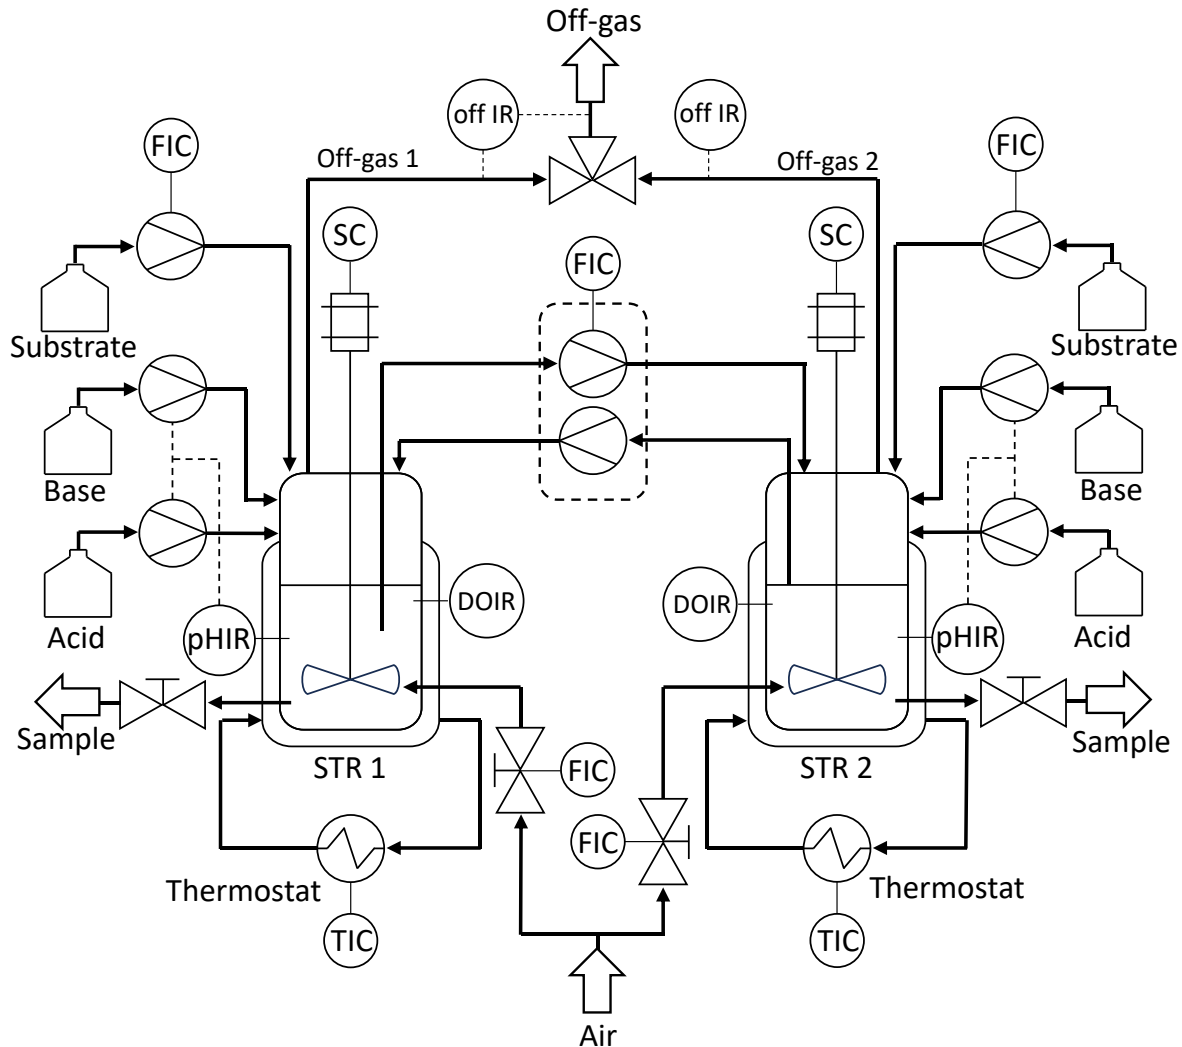 Off-gas
off IR
off IR
FIC
FIC
Off-gas 1
Off-gas 2
SC
SC
FIC
Substrate
Substrate
Base
Base
DOIR
DOIR
Acid
pHIR
pHIR
Acid
Sample
Sample
STR 1
STR 2
FIC
FIC
Thermostat
Thermostat
TIC
TIC
Air